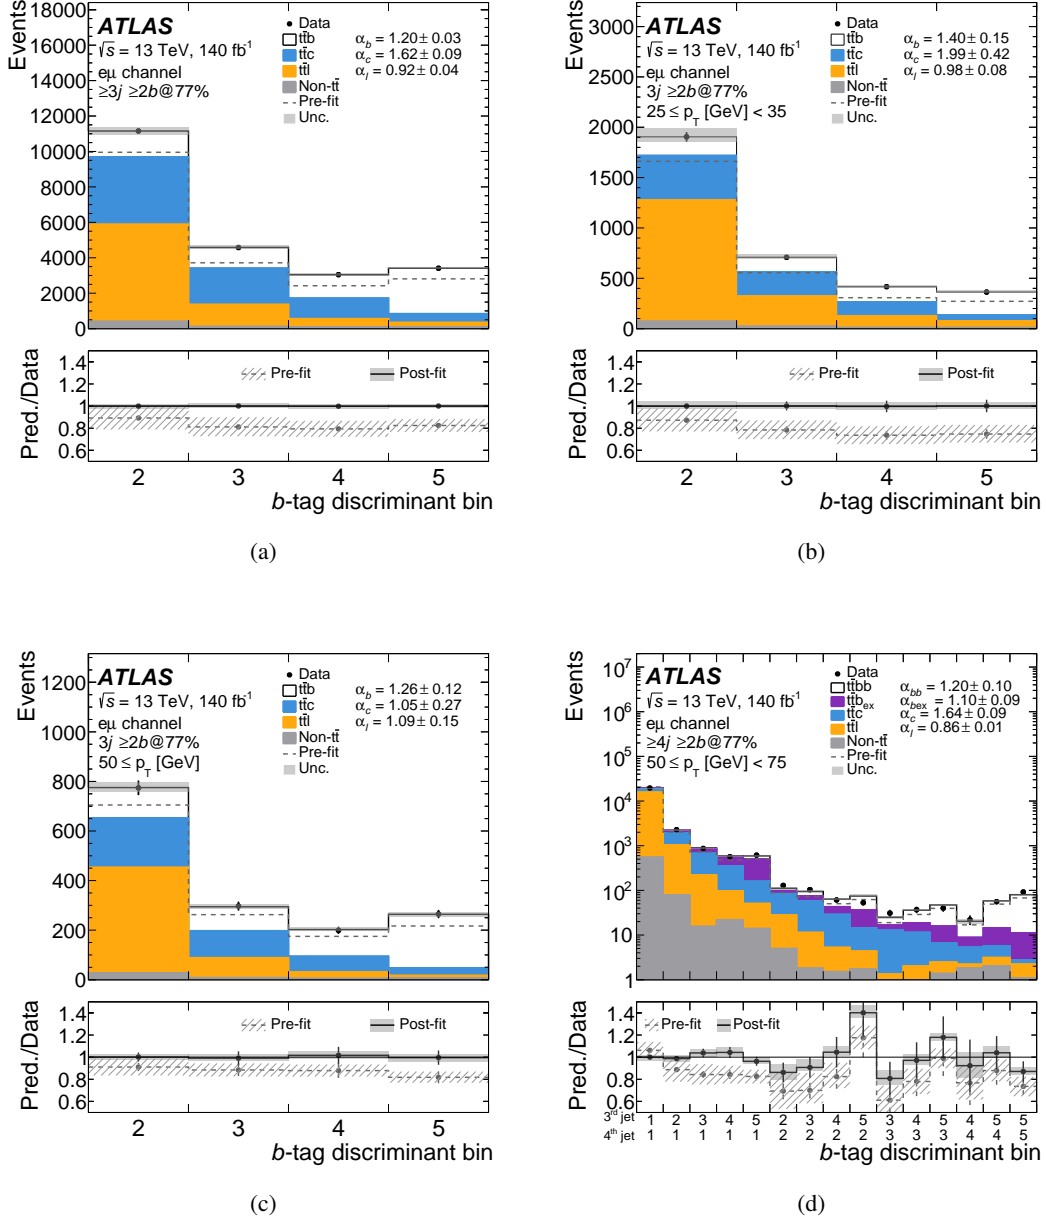 Events
18000
16000
14000
12000
10000
8000
6000
4000
2000
0
ATLAS
√s = 13 TeV, 140 fb⁻¹
eμ channel
≥3j ≥2b@77%
Data
tt̄b
tt̄c
tt̄l
Non-tt̄
Pre-fit
Unc.
α_b = 1.20± 0.03
α_c = 1.62± 0.09
α_l = 0.92± 0.04
Pred./Data
1.4
1.2
1
0.8
0.6
Pre-fit
Post-fit
2 3 4 5
b-tag discriminant bin
(a)
Events
3000
2500
2000
1500
1000
500
0
ATLAS
√s = 13 TeV, 140 fb⁻¹
eμ channel
3j ≥2b@77%
25 ≤ p_T [GeV] < 35
Data
tt̄b
tt̄c
tt̄l
Non-tt̄
Pre-fit
Unc.
α_b = 1.40± 0.15
α_c = 1.99± 0.42
α_l = 0.98± 0.08
Pred./Data
1.4
1.2
1
0.8
0.6
Pre-fit
Post-fit
2 3 4 5
b-tag discriminant bin
(b)
Events
1200
1000
800
600
400
200
0
ATLAS
√s = 13 TeV, 140 fb⁻¹
eμ channel
3j ≥2b@77%
50 ≤ p_T [GeV]
Data
tt̄b
tt̄c
tt̄l
Non-tt̄
Pre-fit
Unc.
α_b = 1.26± 0.12
α_c = 1.05± 0.27
α_l = 1.09± 0.15
Pred./Data
1.4
1.2
1
0.8
0.6
Pre-fit
Post-fit
2 3 4 5
b-tag discriminant bin
(c)
Events
10⁷
10⁶
10⁵
10⁴
10³
10²
10
1
ATLAS
√s = 13 TeV, 140 fb⁻¹
eμ channel
≥4j ≥2b@77%
50 ≤ p_T [GeV] < 75
Data
tt̄bb
tt̄b_ex
tt̄c
tt̄l
Non-tt̄
Pre-fit
Unc.
α_bb = 1.20± 0.10
α_bex = 1.10± 0.09
α_c = 1.64± 0.09
α_l = 0.86± 0.01
Pred./Data
1.4
1.2
1
0.8
0.6
Pre-fit
Post-fit
3ʳᵈ jet 1 2 3 4 5 2 3 4 5 3 4 5 4 5 5
4ᵗʰ jet 1 1 1 1 1 2 2 2 2 3 3 3 4 4 5
b-tag discriminant bin
(d)